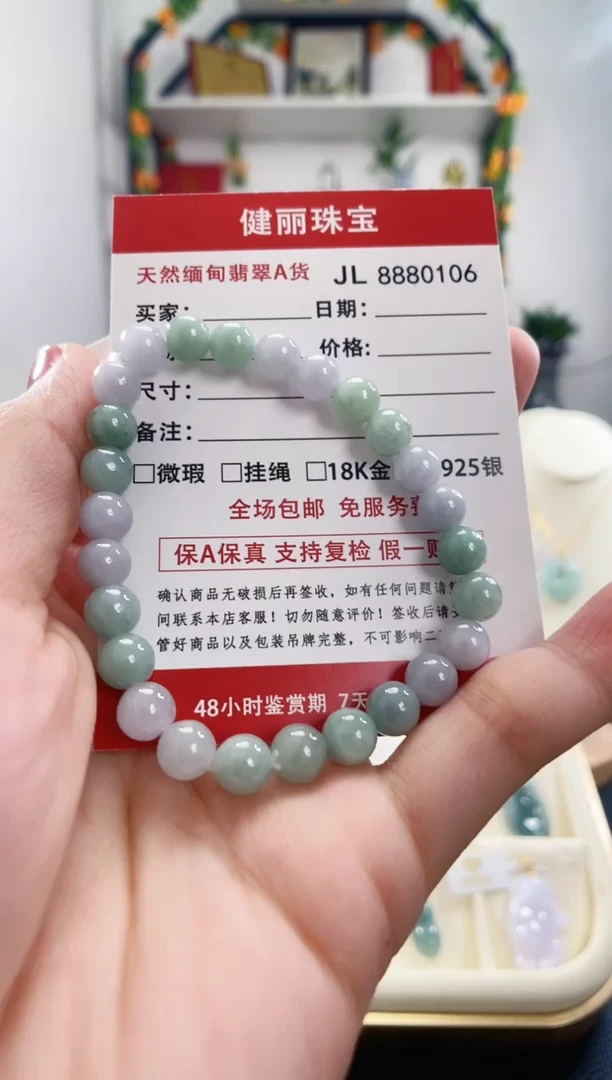 健丽珠宝
天然缅甸翡翠A货 JL 8880106
买家: 日期:
价格:
尺寸:
备注:
□微瑕 □挂绳 □18K金 925银
全场包邮 免服务
保A保真 支持复检 假一
确认商品无破损后再签收，如有任何问题请
问联系本店客服！切勿随意评价！签收后请
管好商品以及包装吊牌完整，不可影响二
48小时鉴赏期 7天